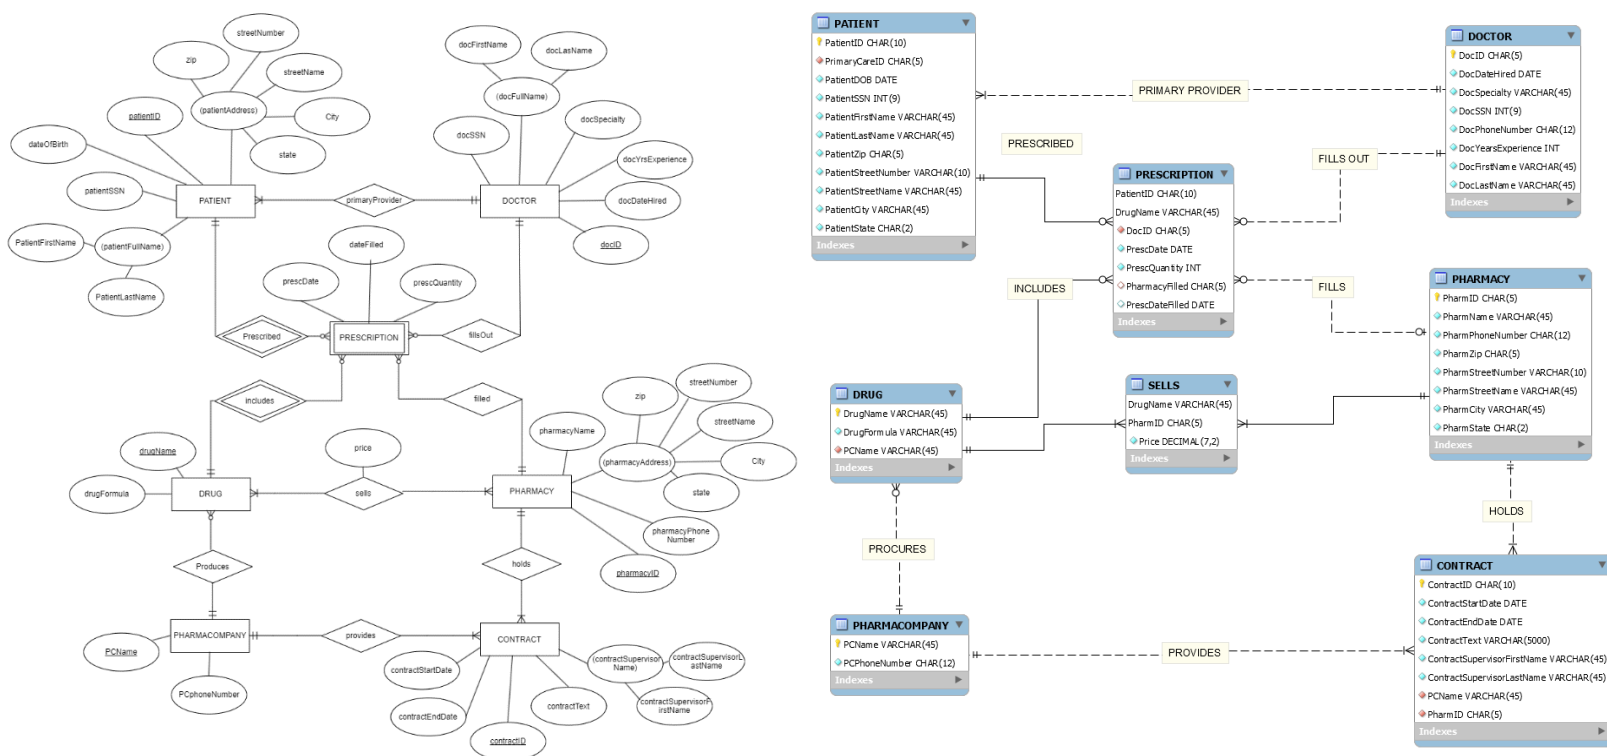 streetNumber
zip
streetName
(patientAddress)
City
patientID
state
dateOfBirth
patientSSN
PATIENT
PatientFirstName
(patientFullName)
PatientLastName
primaryProvider
docFirstName
docLasName
(docFullName)
docSSN
docSpecialty
docYrsExperience
docDateHired
DOCTOR
docID
dateFilled
prescDate
prescQuantity
Prescribed
PRESCRIPTION
fillsOut
includes
filled
drugName
drugFormula
DRUG
price
sells
pharmacyName
zip
streetNumber
streetName
(pharmacyAddress)
City
state
PHARMACY
pharmacyPhone
Number
pharmacyID
Produces
holds
PHARMACOMPANY
PCName
PCphoneNumber
provides
CONTRACT
contractStartDate
contractEndDate
contractID
contractText
(contractSupervisor
Name)
contractSupervisorL
astName
contractSupervisorF
irstName
PATIENT
PatientID CHAR(10)
PrimaryCareID CHAR(5)
PatientDOB DATE
PatientSSN INT(9)
PatientFirstName VARCHAR(45)
PatientLastName VARCHAR(45)
PatientZip CHAR(5)
PatientStreetNumber VARCHAR(10)
PatientStreetName VARCHAR(45)
PatientCity VARCHAR(45)
PatientState CHAR(2)
Indexes
PRIMARY PROVIDER
DOCTOR
DocID CHAR(5)
DocDateHired DATE
DocSpecialty VARCHAR(45)
DocSSN INT(9)
DocPhoneNumber CHAR(12)
DocYearsExperience INT
DocFirstName VARCHAR(45)
DocLastName VARCHAR(45)
Indexes
PRESCRIBED
FILLS OUT
PRESCRIPTION
PatientID CHAR(10)
DrugName VARCHAR(45)
DocID CHAR(5)
PrescDate DATE
PrescQuantity INT
PharmacyFilled CHAR(5)
PrescDateFilled DATE
Indexes
INCLUDES
FILLS
PHARMACY
PharmID CHAR(5)
PharmName VARCHAR(45)
PharmPhoneNumber CHAR(12)
PharmZip CHAR(5)
PharmStreetNumber VARCHAR(10)
PharmStreetName VARCHAR(45)
PharmCity VARCHAR(45)
PharmState CHAR(2)
Indexes
DRUG
DrugName VARCHAR(45)
DrugFormula VARCHAR(45)
PCName VARCHAR(45)
Indexes
SELLS
DrugName VARCHAR(45)
PharmID CHAR(5)
Price DECIMAL(7,2)
Indexes
PROCURES
HOLDS
PHARMACOMPANY
PCName VARCHAR(45)
PCPhoneNumber CHAR(12)
Indexes
PROVIDES
CONTRACT
ContractID CHAR(10)
ContractStartDate DATE
ContractEndDate DATE
ContractText VARCHAR(5000)
ContractSupervisorFirstName VARCHAR(45)
ContractSupervisorLastName VARCHAR(45)
PCName VARCHAR(45)
PharmID CHAR(5)
Indexes